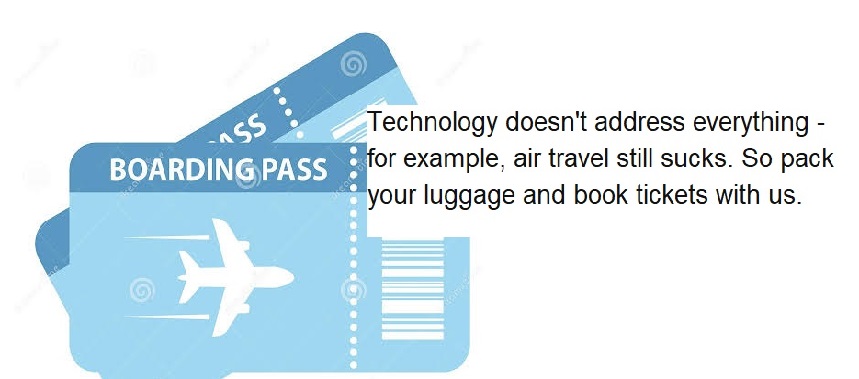 ASS
BOARDING PASS
Technology doesn't address everything -
for example, air travel still sucks. So pack
your luggage and book tickets with us.